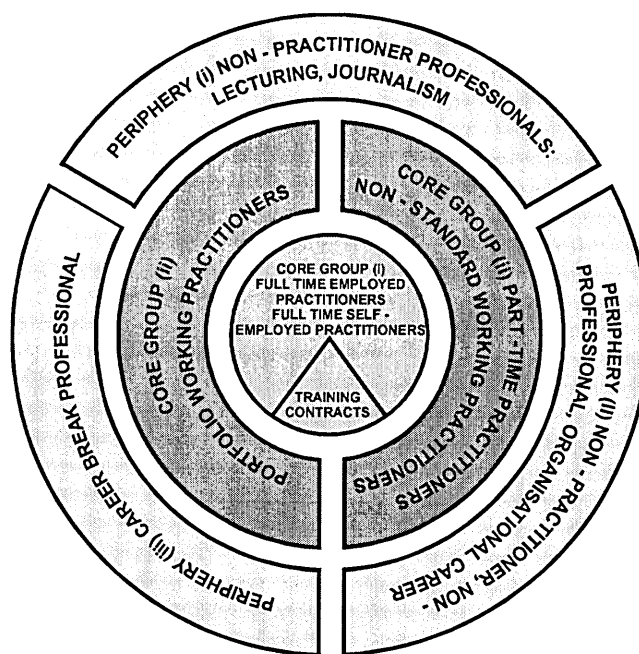 PERIPHERY (i) NON - PRACTITIONER PROFESSIONALS:
LECTURING, JOURNALISM
CORE GROUP (ii)
PORTFOLIO WORKING PRACTITIONERS
CORE GROUP (ii) PART - TIME PRACTITIONERS
NON - STANDARD WORKING PRACTITIONERS
CORE GROUP (i)
FULL TIME EMPLOYED
PRACTITIONERS
FULL TIME SELF -
EMPLOYED PRACTITIONERS
TRAINING
CONTRACTS
PERIPHERY (iii) CAREER BREAK PROFESSIONAL
PERIPHERY (ii) NON - PRACTITIONER, NON -
PROFESSIONAL, ORGANISATIONAL CAREER